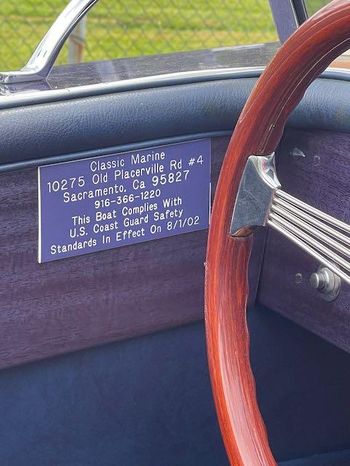 Classic Marine
10275 Old Placerville Rd #4
Sacramento, Ca 95827
916-366-1220
This Boat Complies With
U.S. Coast Guard Safety
Standards In Effect On 8/1/02